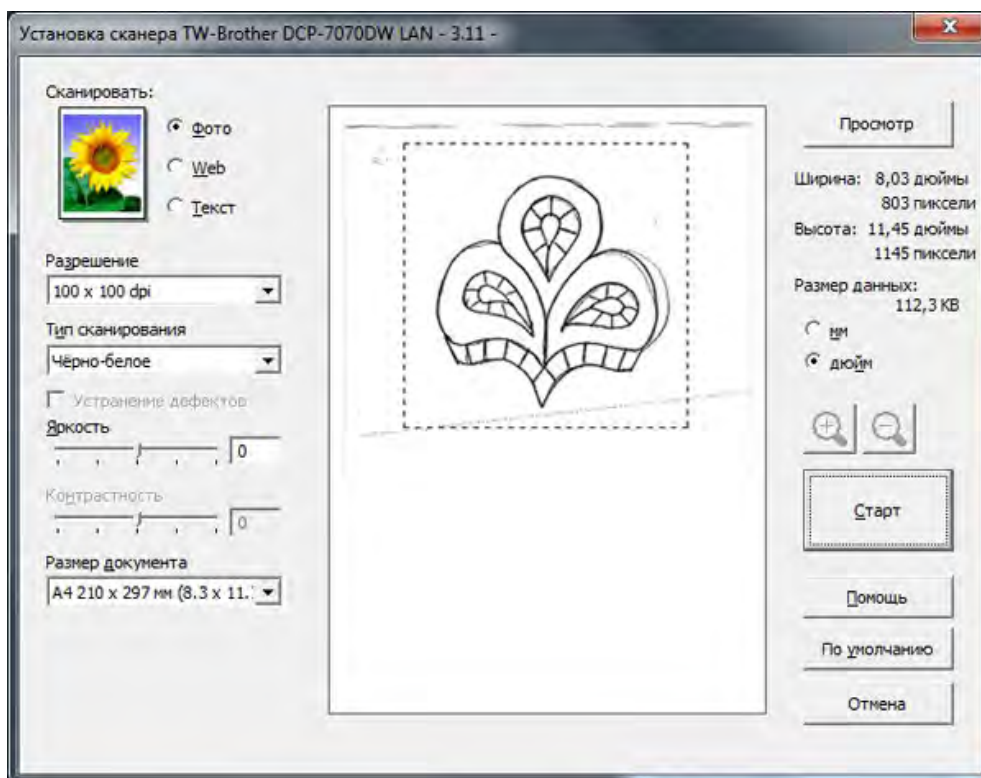 Установка сканера TW-Brother DCP-7070DW LAN - 3.11 -
Сканировать:
Фото
Web
Текст
Разрешение
100 x 100 dpi
Тип сканирования
Чёрно-белое
Устранение дефектов
Яркость
0
Контрастность
0
Размер документа
A4 210 x 297 мм (8.3 x 11.
Просмотр
Ширина: 8,03 дюймы
803 пиксели
Высота: 11,45 дюймы
1145 пиксели
Размер данных:
112,3 KB
мм
дюйм
Старт
Помощь
По умолчанию
Отмена